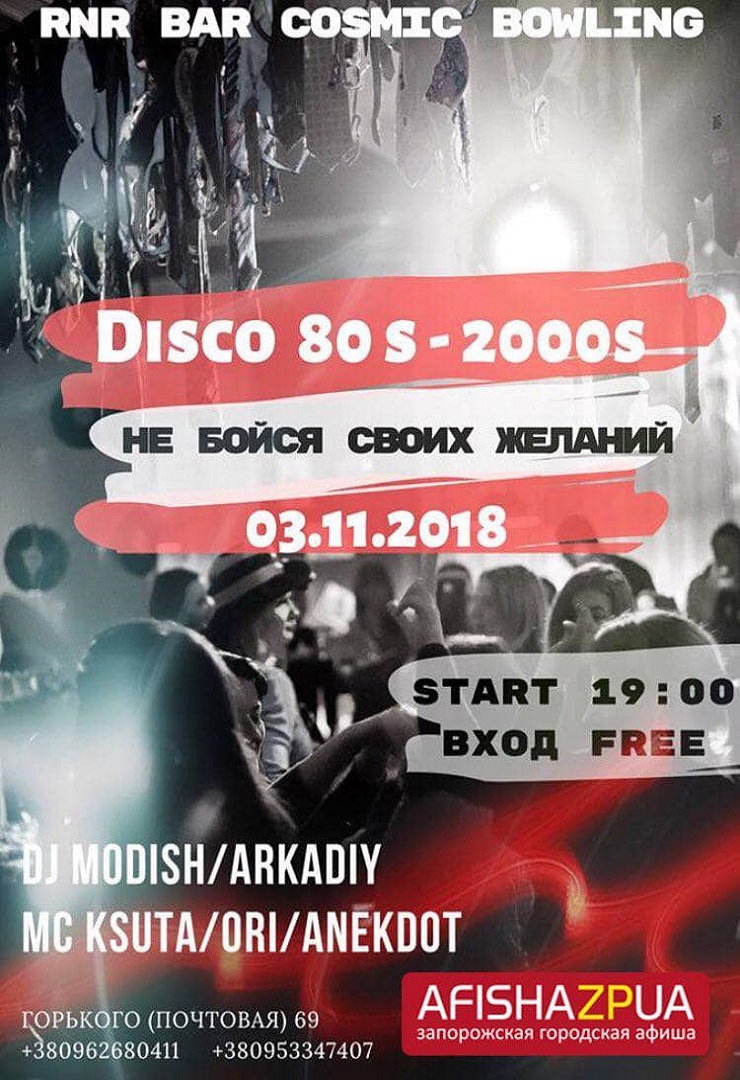 RNR BAR COSMIC BOWLING
DISCO 80S-2000S
НЕ БОЙСЯ СВОИХ ЖЕЛАНИЙ
03.11.2018
START 19:00
ВХОД FREE
DJ MODISH/ARKADIY
MC KSUTA/ORI/ANEKDOT
ГОРЬКОГО (ПОЧТОВАЯ) 69
+380962680411 +380953347407
AFISHAZPUA
запорожская городская афиша